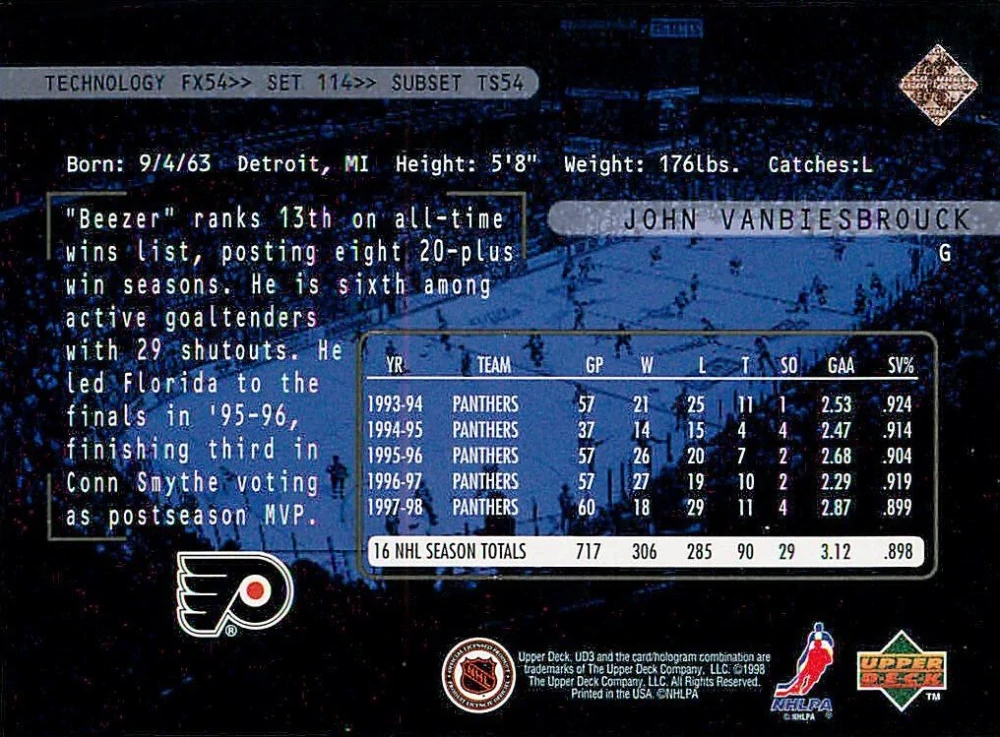 TECHNOLOGY FX54>> SET 114>> SUBSET TS54
Born: 9/4/63 Detroit, MI Height: 5'8" Weight: 176lbs. Catches:L
JOHN VANBIESBROUCK
G
"Beezer" ranks 13th on all-time
wins list, posting eight 20-plus
win seasons. He is sixth among
active goaltenders
with 29 shutouts. He
led Florida to the
finals in '95-96,
finishing third in
Conn Smythe voting
as postseason MVP.
YR TEAM GP W L T SO GAA SV%
1993-94 PANTHERS 57 21 25 11 1 2.53 .924
1994-95 PANTHERS 37 14 15 4 4 2.47 .914
1995-96 PANTHERS 57 26 20 7 2 2.68 .904
1996-97 PANTHERS 57 27 19 10 2 2.29 .919
1997-98 PANTHERS 60 18 29 11 4 2.87 .899
16 NHL SEASON TOTALS 717 306 285 90 29 3.12 .898
®
NHL
Upper Deck, UD3 and the card/hologram combination are
trademarks of The Upper Deck Company, LLC. ©1998
The Upper Deck Company, LLC. All Rights Reserved.
Printed in the USA. ©NHLPA
NHLPA
© NHLPA
UPPER
DECK
TM